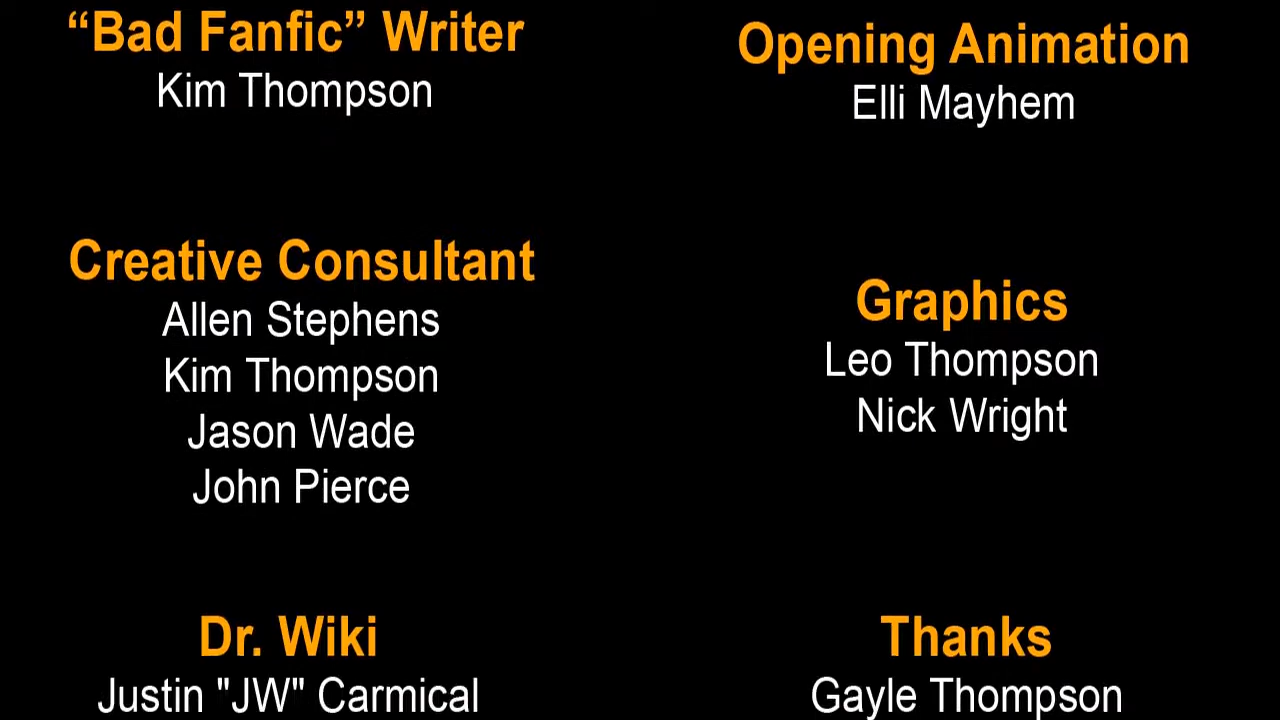 “Bad Fanfic” Writer
Kim Thompson
Creative Consultant
Allen Stephens
Kim Thompson
Jason Wade
John Pierce
Dr. Wiki
Justin "JW" Carmical
Opening Animation
Elli Mayhem
Graphics
Leo Thompson
Nick Wright
Thanks
Gayle Thompson